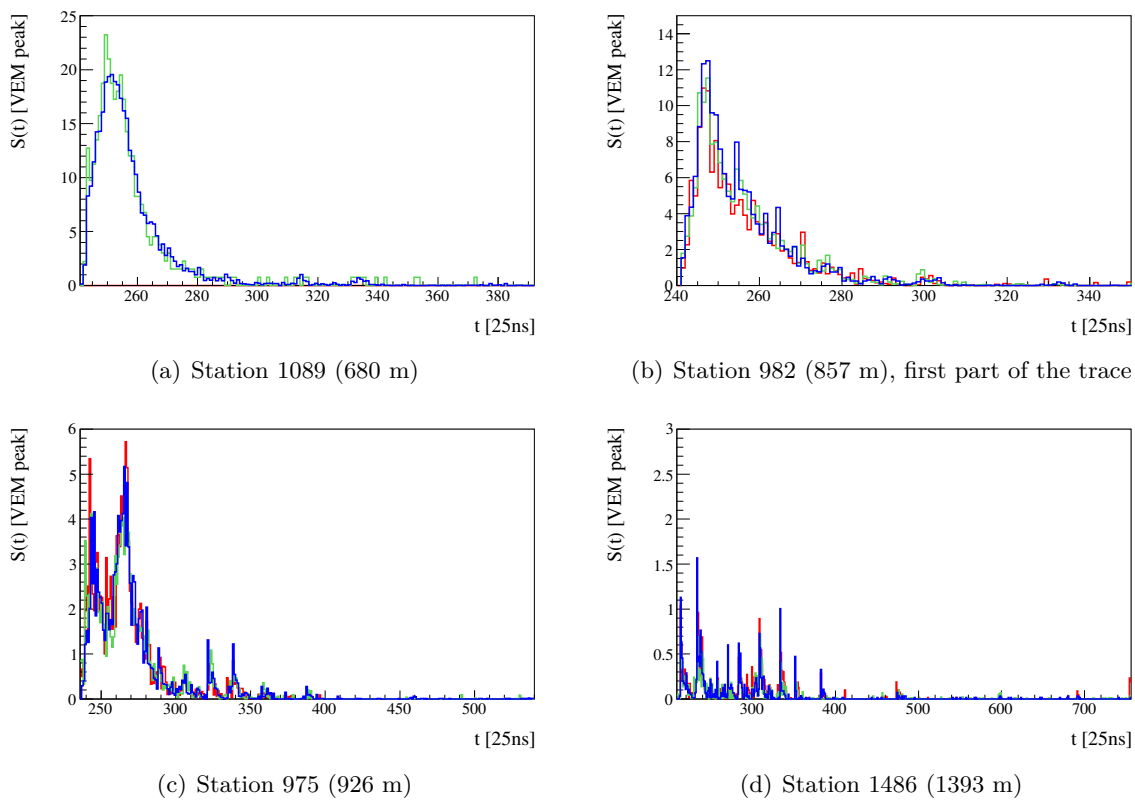 S(t) [VEM peak]
25
20
15
10
5
0
260 280 300 320 340 360 380
t [25ns]
(a) Station 1089 (680 m)
S(t) [VEM peak]
14
12
10
8
6
4
2
0
240 260 280 300 320 340
t [25ns]
(b) Station 982 (857 m), first part of the trace
S(t) [VEM peak]
6
5
4
3
2
1
0
250 300 350 400 450 500
t [25ns]
(c) Station 975 (926 m)
S(t) [VEM peak]
3
2.5
2
1.5
1
0.5
0
300 400 500 600 700
t [25ns]
(d) Station 1486 (1393 m)